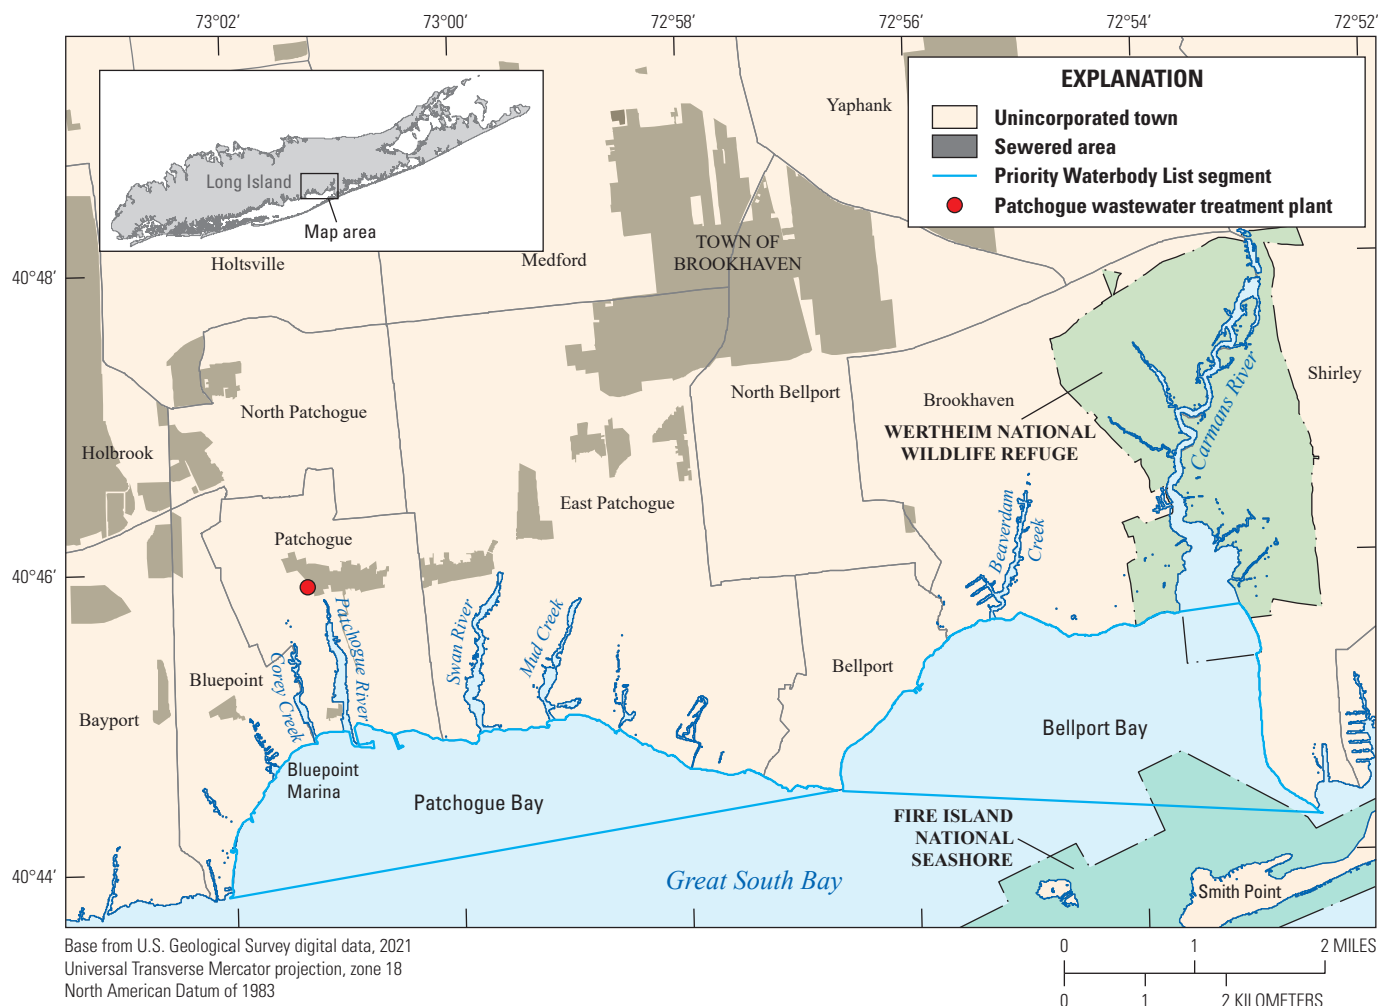 73°02′ 73°00′ 72°58′ 72°56′ 72°54′ 72°52′
EXPLANATION
Unincorporated town
Sewered area
Priority Waterbody List segment
Patchogue wastewater treatment plant
Long Island
Map area
Yaphank
Holtsville
Medford
TOWN OF
BROOKHAVEN
40°48′
Shirley
North Patchogue
North Bellport
Brookhaven
WERTHEIM NATIONAL
WILDLIFE REFUGE
Carmans River
Holbrook
East Patchogue
Patchogue
Beaverdam
Creek
40°46′
Patchogue River
Corey Creek
Swan River
Mud Creek
Bellport
Bluepoint
Bayport
Bellport Bay
Bluepoint
Marina
Patchogue Bay
FIRE ISLAND
NATIONAL
SEASHORE
40°44′
Great South Bay
Smith Point
Base from U.S. Geological Survey digital data, 2021
Universal Transverse Mercator projection, zone 18
North American Datum of 1983
0 1 2 MILES
0 1 2 KILOMETERS